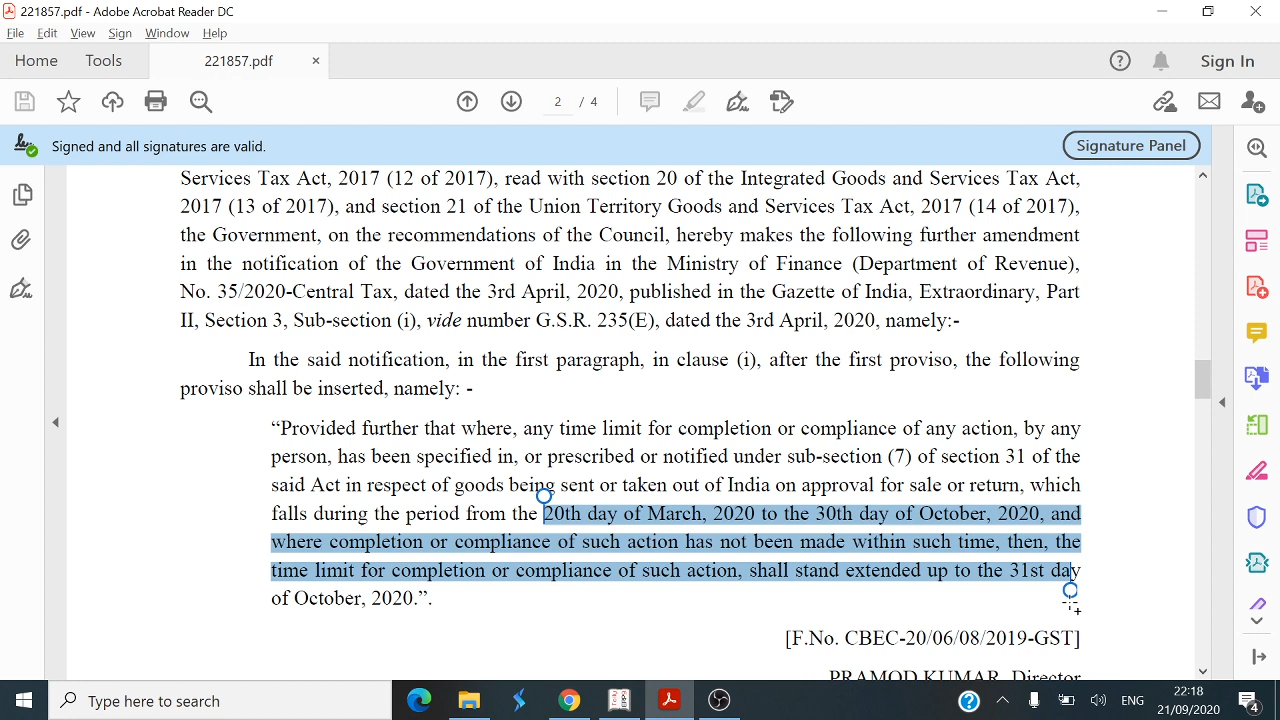 221857.pdf - Adobe Acrobat Reader DC
File Edit View Sign Window Help
Home Tools 221857.pdf × Sign In
2 / 4
Signed and all signatures are valid. Signature Panel
Services Tax Act, 2017 (12 of 2017), read with section 20 of the Integrated Goods and Services Tax Act,
2017 (13 of 2017), and section 21 of the Union Territory Goods and Services Tax Act, 2017 (14 of 2017),
the Government, on the recommendations of the Council, hereby makes the following further amendment
in the notification of the Government of India in the Ministry of Finance (Department of Revenue),
No. 35/2020-Central Tax, dated the 3rd April, 2020, published in the Gazette of India, Extraordinary, Part
II, Section 3, Sub-section (i), vide number G.S.R. 235(E), dated the 3rd April, 2020, namely:-
In the said notification, in the first paragraph, in clause (i), after the first proviso, the following
proviso shall be inserted, namely: -
“Provided further that where, any time limit for completion or compliance of any action, by any
person, has been specified in, or prescribed or notified under sub-section (7) of section 31 of the
said Act in respect of goods being sent or taken out of India on approval for sale or return, which
falls during the period from the 20th day of March, 2020 to the 30th day of October, 2020, and
where completion or compliance of such action has not been made within such time, then, the
time limit for completion or compliance of such action, shall stand extended up to the 31st day
of October, 2020.”.
[F.No. CBEC-20/06/08/2019-GST]
PRAMOD KUMAR, Director
Type here to search
ENG
22:18
21/09/2020
4